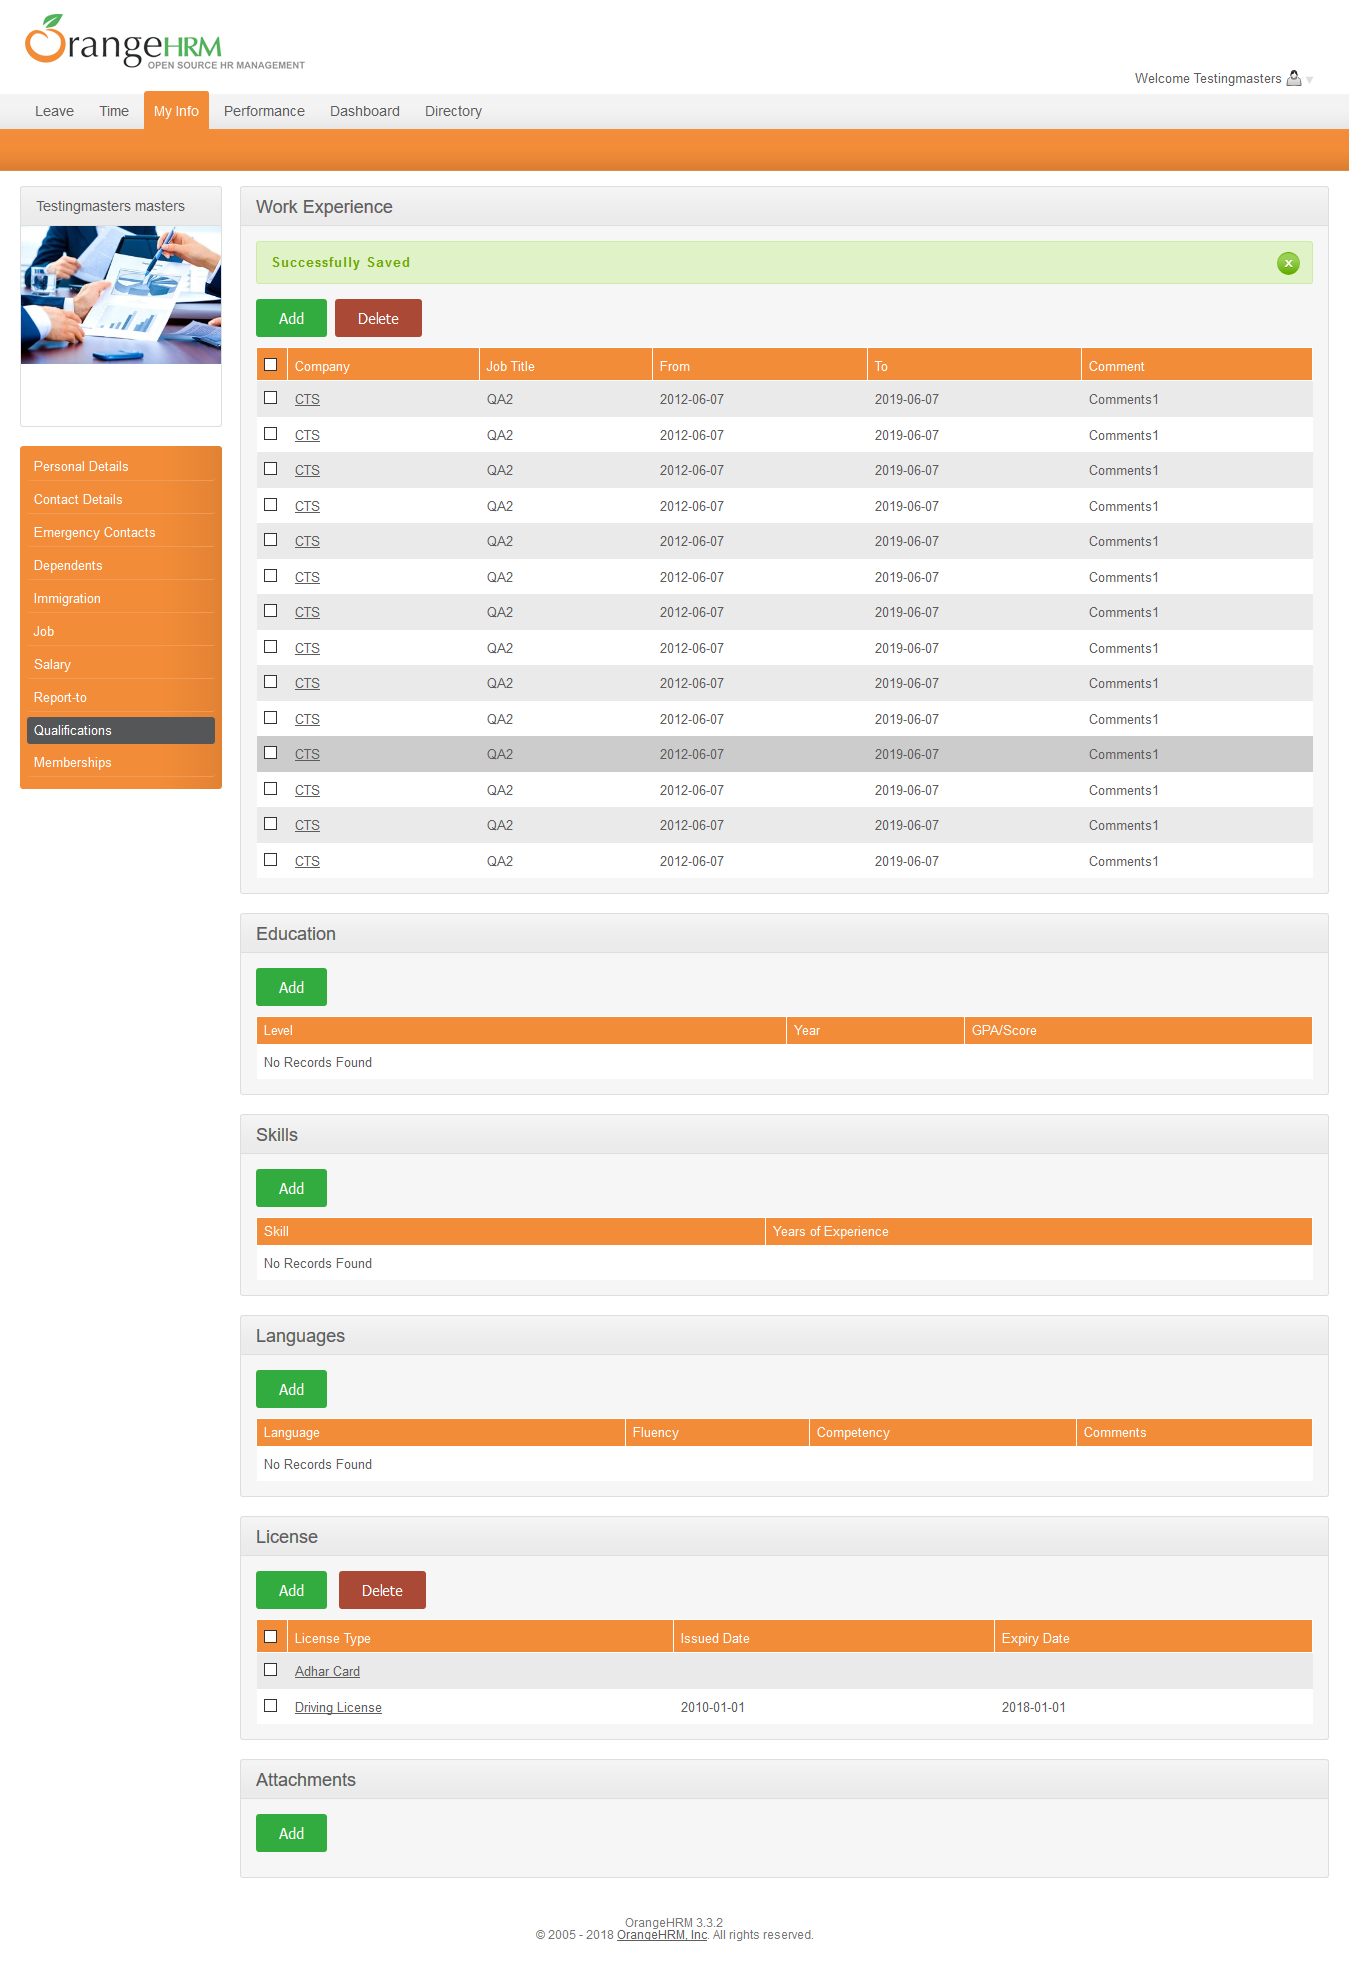 OrangeHRM
OPEN SOURCE HR MANAGEMENT
Welcome Testingmasters
Leave Time My Info Performance Dashboard Directory
Testingmasters masters
Personal Details
Contact Details
Emergency Contacts
Dependents
Immigration
Job
Salary
Report-to
Qualifications
Memberships
Work Experience
Successfully Saved
x
Add Delete
Company Job Title From To Comment
CTS QA2 2012-06-07 2019-06-07 Comments1
CTS QA2 2012-06-07 2019-06-07 Comments1
CTS QA2 2012-06-07 2019-06-07 Comments1
CTS QA2 2012-06-07 2019-06-07 Comments1
CTS QA2 2012-06-07 2019-06-07 Comments1
CTS QA2 2012-06-07 2019-06-07 Comments1
CTS QA2 2012-06-07 2019-06-07 Comments1
CTS QA2 2012-06-07 2019-06-07 Comments1
CTS QA2 2012-06-07 2019-06-07 Comments1
CTS QA2 2012-06-07 2019-06-07 Comments1
CTS QA2 2012-06-07 2019-06-07 Comments1
CTS QA2 2012-06-07 2019-06-07 Comments1
CTS QA2 2012-06-07 2019-06-07 Comments1
CTS QA2 2012-06-07 2019-06-07 Comments1
Education
Add
Level Year GPA/Score
No Records Found
Skills
Add
Skill Years of Experience
No Records Found
Languages
Add
Language Fluency Competency Comments
No Records Found
License
Add Delete
License Type Issued Date Expiry Date
Adhar Card
Driving License 2010-01-01 2018-01-01
Attachments
Add
OrangeHRM 3.3.2
© 2005 - 2018 OrangeHRM, Inc. All rights reserved.